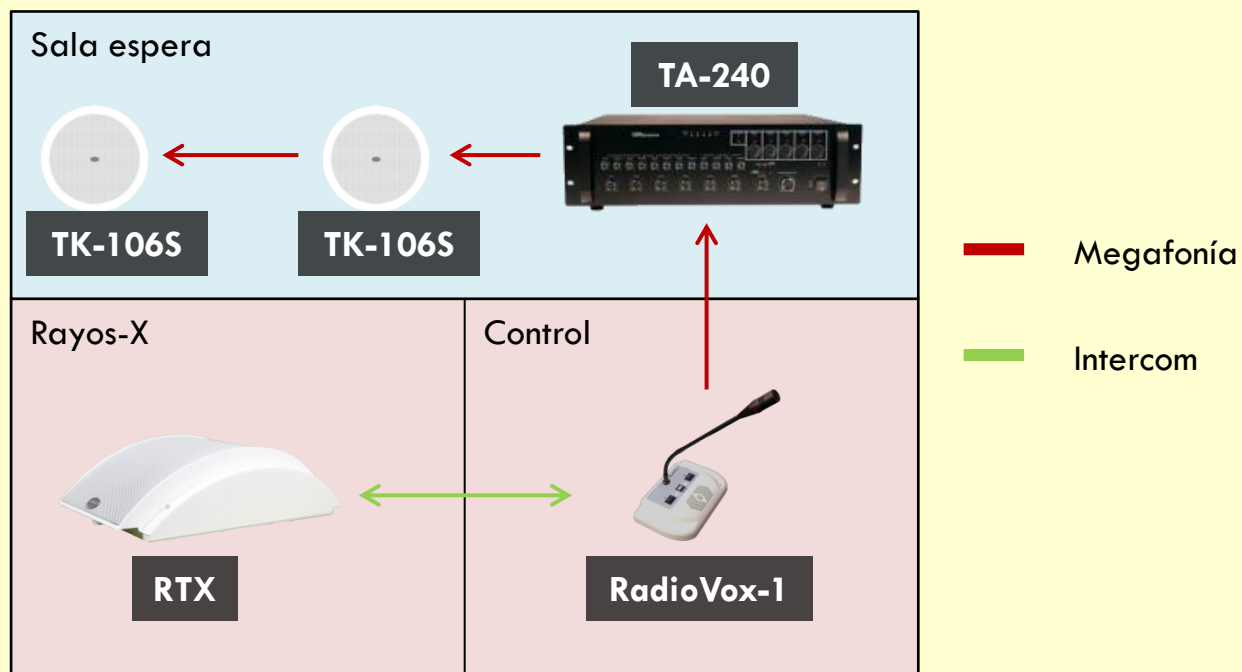 Sala espera
TA-240
TK-106S
TK-106S
Megafonía
Rayos-X
Control
Intercom
RTX
RadioVox-1